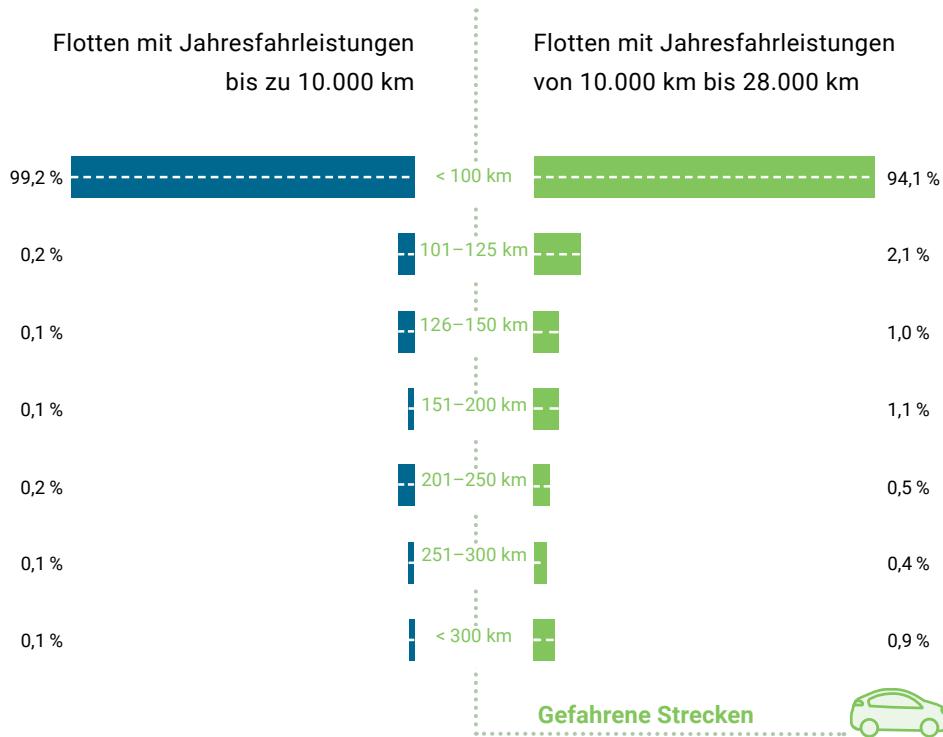 Flotten mit Jahresfahrleistungen
bis zu 10.000 km
Flotten mit Jahresfahrleistungen
von 10.000 km bis 28.000 km
99,2 % < 100 km 94,1 %
0,2 % 101–125 km 2,1 %
0,1 % 126–150 km 1,0 %
0,1 % 151–200 km 1,1 %
0,2 % 201–250 km 0,5 %
0,1 % 251–300 km 0,4 %
0,1 % < 300 km 0,9 %
Gefahrene Strecken